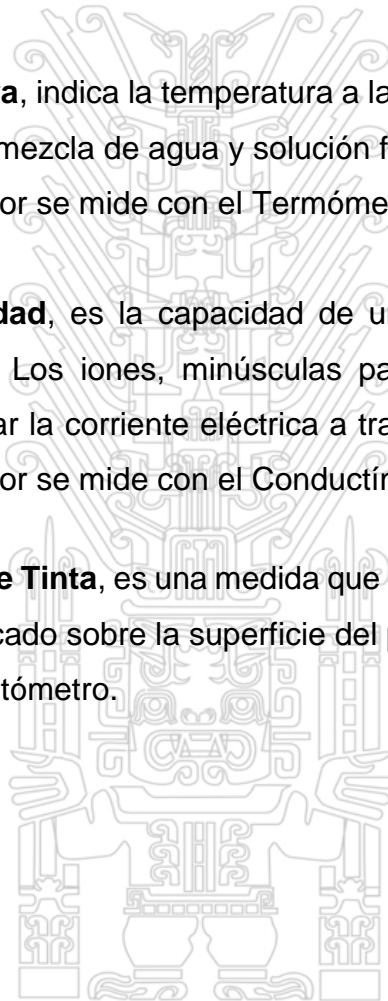 va, indica la temperatura a la
mezcla de agua y solución f
or se mide con el Termóme
dad, es la capacidad de u
Los iones, minúsculas pa
ar la corriente eléctrica a tra
or se mide con el Conductín
e Tinta, es una medida que
cado sobre la superficie del
tómetro.